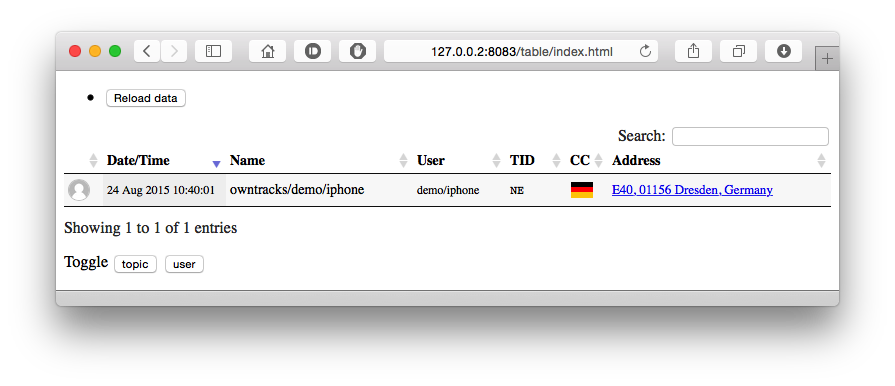 127.0.0.2:8083/table/index.html
Reload data
Search:
Date/Time Name User TID CC Address
24 Aug 2015 10:40:01 owntracks/demo/iphone demo/iphone NE E40, 01156 Dresden, Germany
Showing 1 to 1 of 1 entries
Toggle topic user